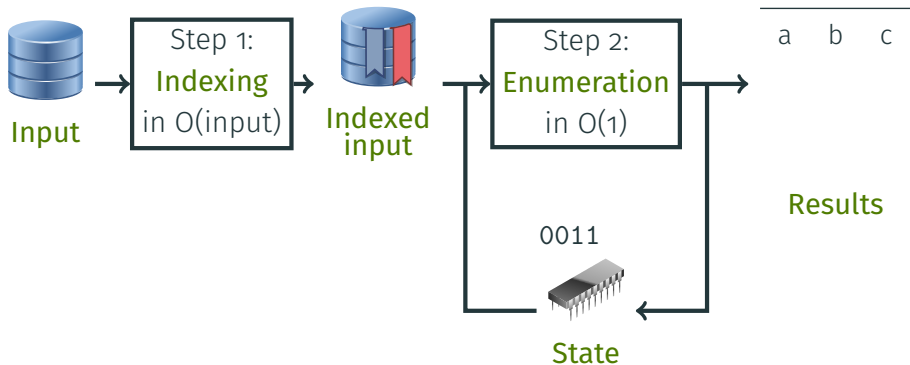 Input
Step 1:
Indexing
in O(input)
Indexed
input
Step 2:
Enumeration
in O(1)
a b c
Results
0011
State